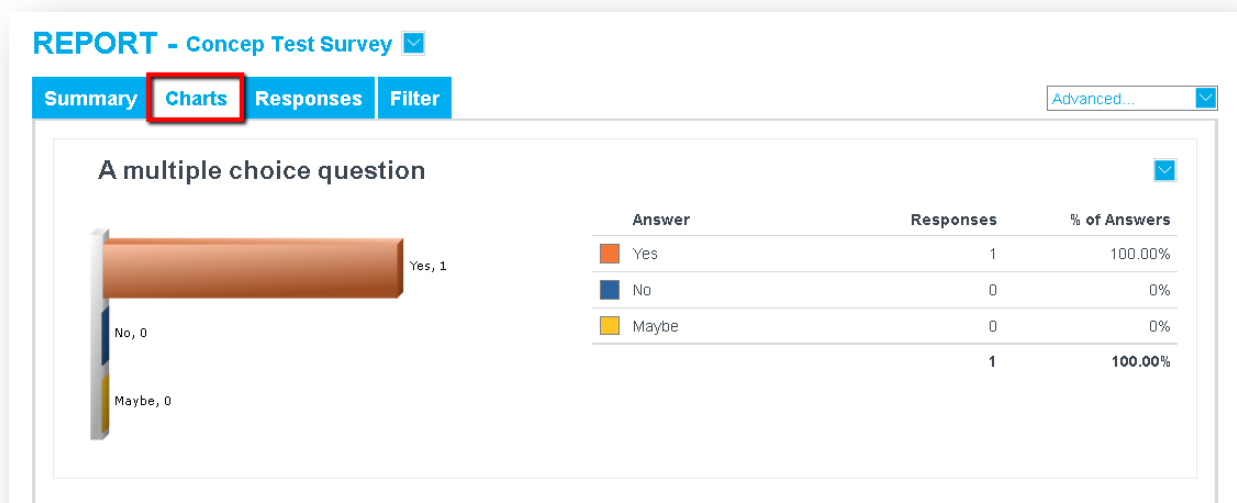 REPORT - Concep Test Survey
Summary Charts Responses Filter
Advanced...
A multiple choice question
Answer Responses % of Answers
Yes 1 100.00%
No 0 0%
Maybe 0 0%
1 100.00%
Yes, 1
No, 0
Maybe, 0